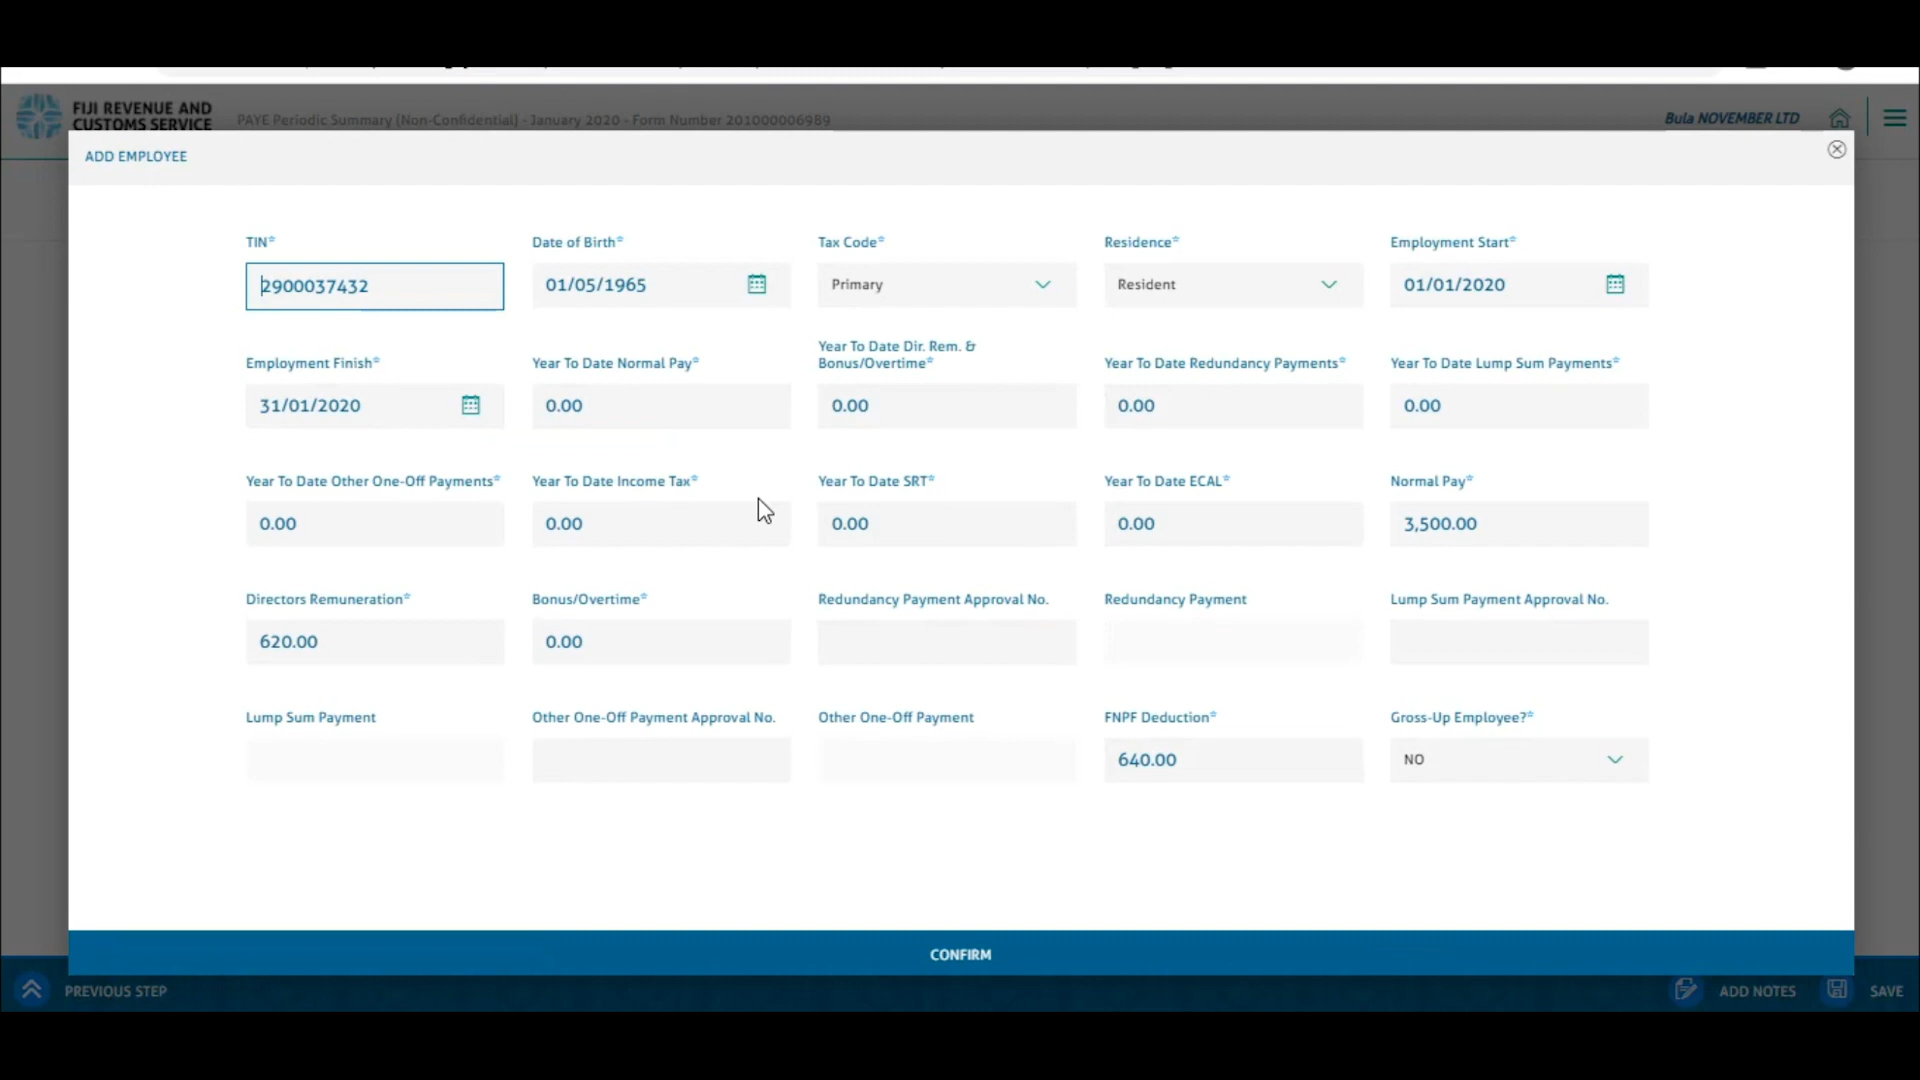 FIJI REVENUE AND
CUSTOMS SERVICE
PAYE Periodic Summary (Non-Confidential) - January 2020 - Form Number 201000006989
Bula NOVEMBER LTD
ADD EMPLOYEE
TIN*
Date of Birth*
Tax Code*
Residence*
Employment Start*
2900037432
01/05/1965
Primary
Resident
01/01/2020
Employment Finish*
Year To Date Normal Pay*
Year To Date Dir. Rem. &
Bonus/Overtime*
Year To Date Redundancy Payments*
Year To Date Lump Sum Payments*
31/01/2020
0.00
0.00
0.00
0.00
Year To Date Other One-Off Payments*
Year To Date Income Tax*
Year To Date SRT*
Year To Date ECAL*
Normal Pay*
0.00
0.00
0.00
0.00
3,500.00
Directors Remuneration*
Bonus/Overtime*
Redundancy Payment Approval No.
Redundancy Payment
Lump Sum Payment Approval No.
620.00
0.00
Lump Sum Payment
Other One-Off Payment Approval No.
Other One-Off Payment
FNPF Deduction*
Gross-Up Employee?*
640.00
NO
CONFIRM
PREVIOUS STEP
ADD NOTES
SAVE